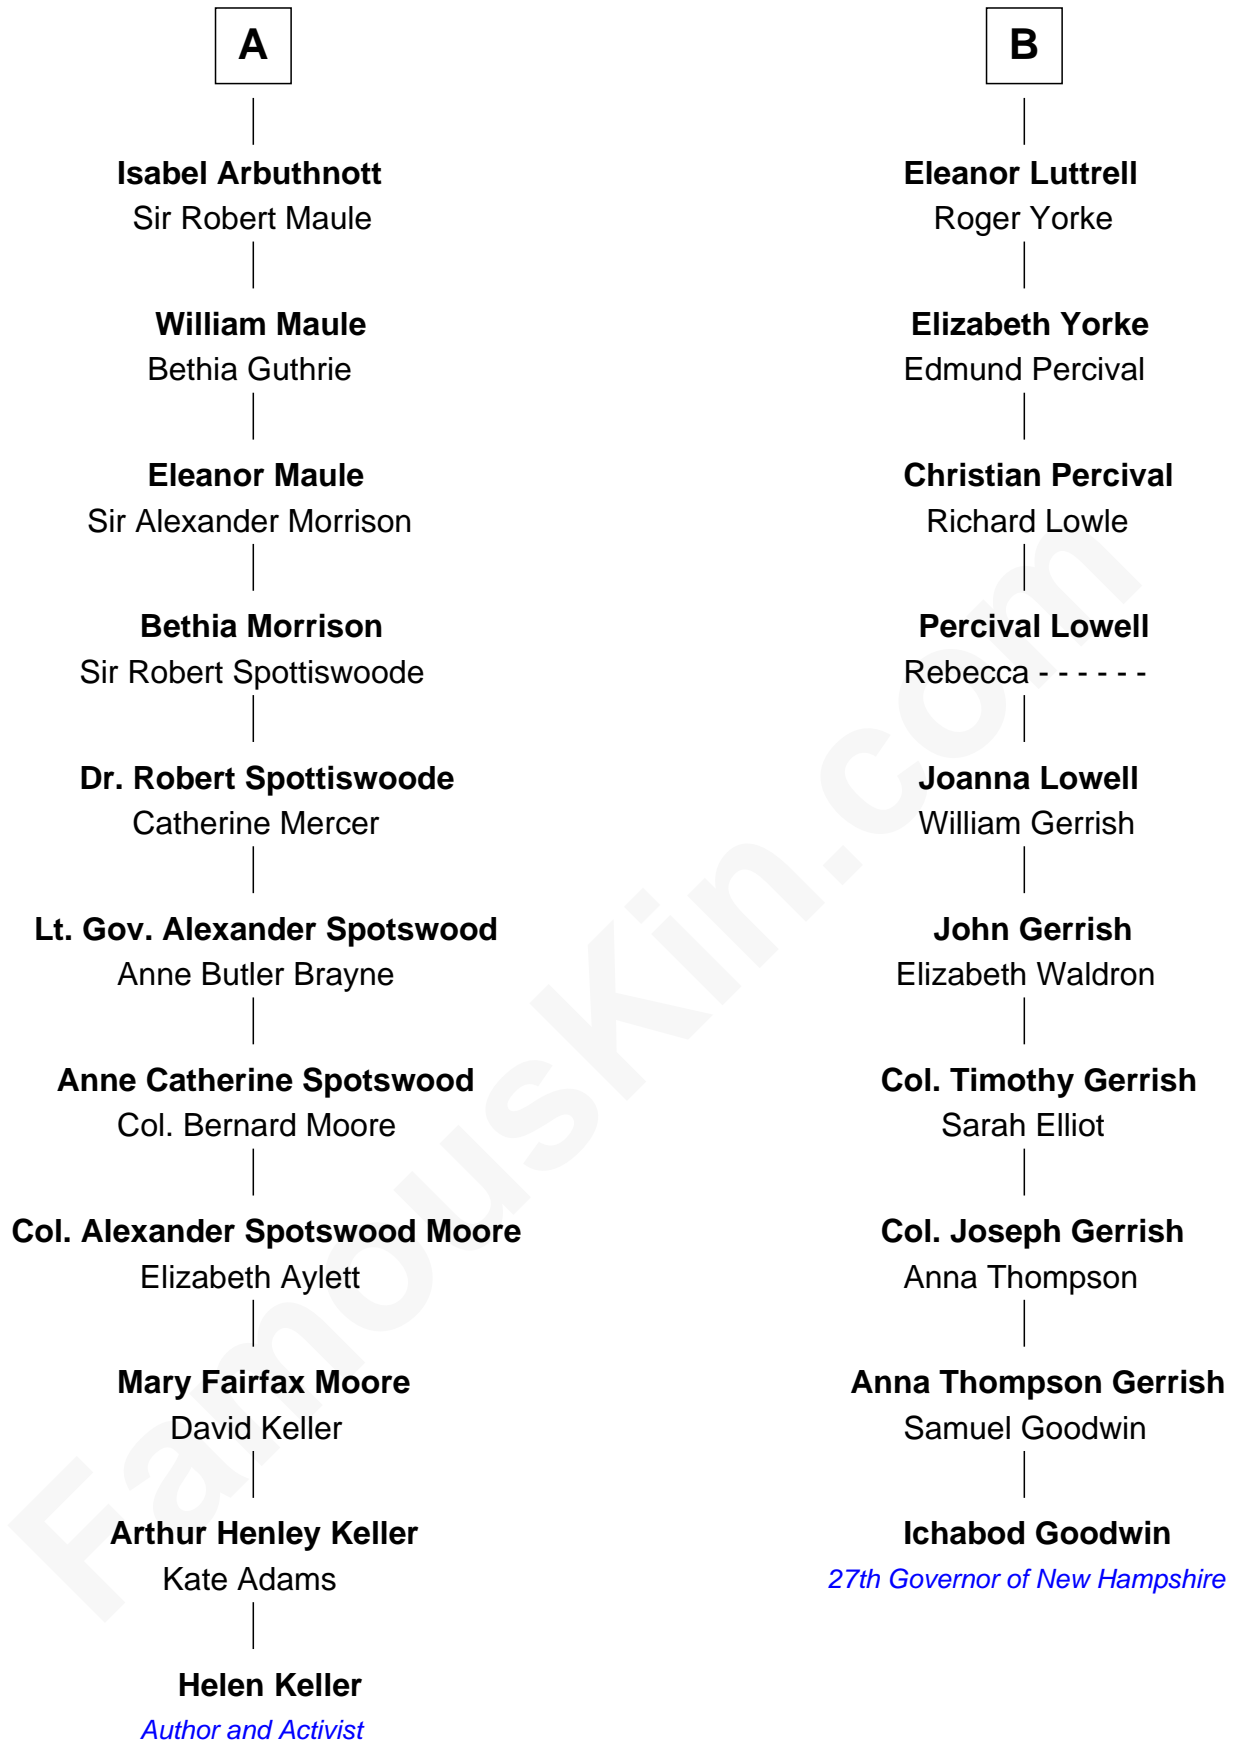 A
Isabel Arbuthnott
Sir Robert Maule
William Maule
Bethia Guthrie
Eleanor Maule
Sir Alexander Morrison
Bethia Morrison
Sir Robert Spottiswoode
Dr. Robert Spottiswoode
Catherine Mercer
Lt. Gov. Alexander Spotswood
Anne Butler Brayne
Anne Catherine Spotswood
Col. Bernard Moore
Col. Alexander Spotswood Moore
Elizabeth Aylett
Mary Fairfax Moore
David Keller
Arthur Henley Keller
Kate Adams
Helen Keller
Author and Activist
B
Eleanor Luttrell
Roger Yorke
Elizabeth Yorke
Edmund Percival
Christian Percival
Richard Lowle
Percival Lowell
Rebecca - - - - - -
Joanna Lowell
William Gerrish
John Gerrish
Elizabeth Waldron
Col. Timothy Gerrish
Sarah Elliot
Col. Joseph Gerrish
Anna Thompson
Anna Thompson Gerrish
Samuel Goodwin
Ichabod Goodwin
27th Governor of New Hampshire
FamousKin.com